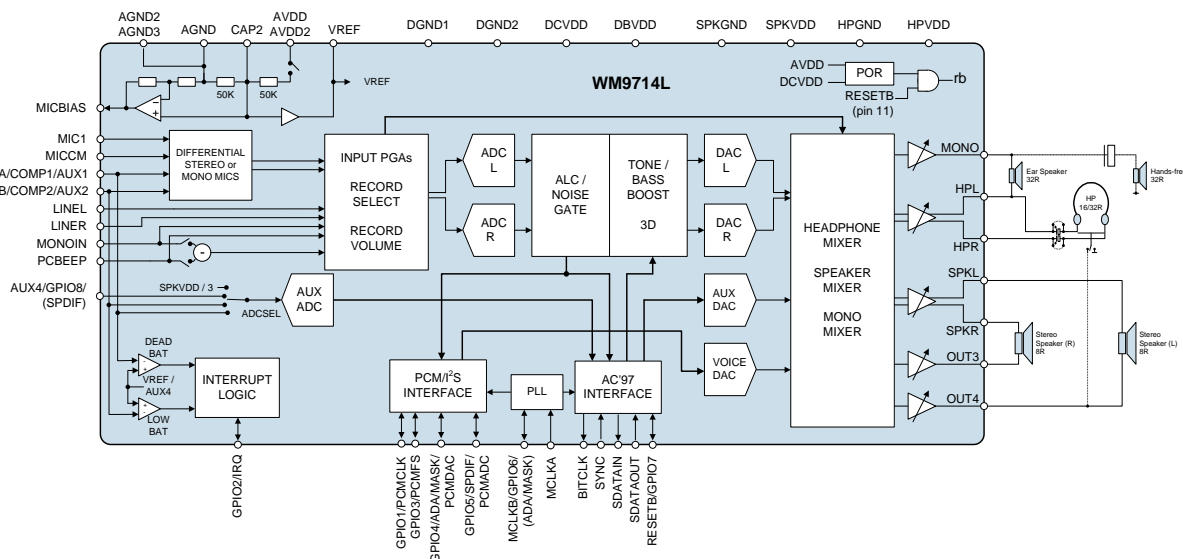 AGND2
AGND3
AGND
CAP2
AVDD
AVDD2
VREF
DGND1
DGND2
DCVDD
DBVDD
SPKGND
SPKVDD
HPGND
HPVDD
WM9714L
VREF
50K
50K
AVDD
DCVDD
POR
RESETB
(pin 11)
rb
MICBIAS
MIC1
MICCM
A/COMP1/AUX1
B/COMP2/AUX2
LINEL
LINER
MONOIN
PCBEEP
AUX4/GPIO8/
(SPDIF)
DIFFERENTIAL
STEREO or
MONO MICS
INPUT PGAs
RECORD
SELECT
RECORD
VOLUME
ADC
L
ADC
R
ALC /
NOISE
GATE
TONE /
BASS
BOOST
3D
DAC
L
DAC
R
AUX
DAC
VOICE
DAC
HEADPHONE
MIXER
SPEAKER
MIXER
MONO
MIXER
MONO
HPL
HPR
SPKL
SPKR
OUT3
OUT4
Ear Speaker
32R
Hands-fre
32R
HP
16/32R
Stereo
Speaker (R)
8R
Stereo
Speaker (L)
8R
SPKVDD / 3
ADCSEL
AUX
ADC
DEAD
BAT
VREF /
AUX4
LOW
BAT
INTERRUPT
LOGIC
PCM/I²S
INTERFACE
PLL
AC'97
INTERFACE
-
-
+
-
+
+
-
GPIO2/IRQ
GPIO1/PCMCLK
GPIO3/PCMFS
GPIO4/ADA/MASK/
PCMDAC
GPIO5/SPDIF/
PCMADC
MCLKB/GPIO6/
(ADA/MASK)
MCLKA
BITCLK
SYNC
SDATAIN
SDATAOUT
RESETB/GPIO7